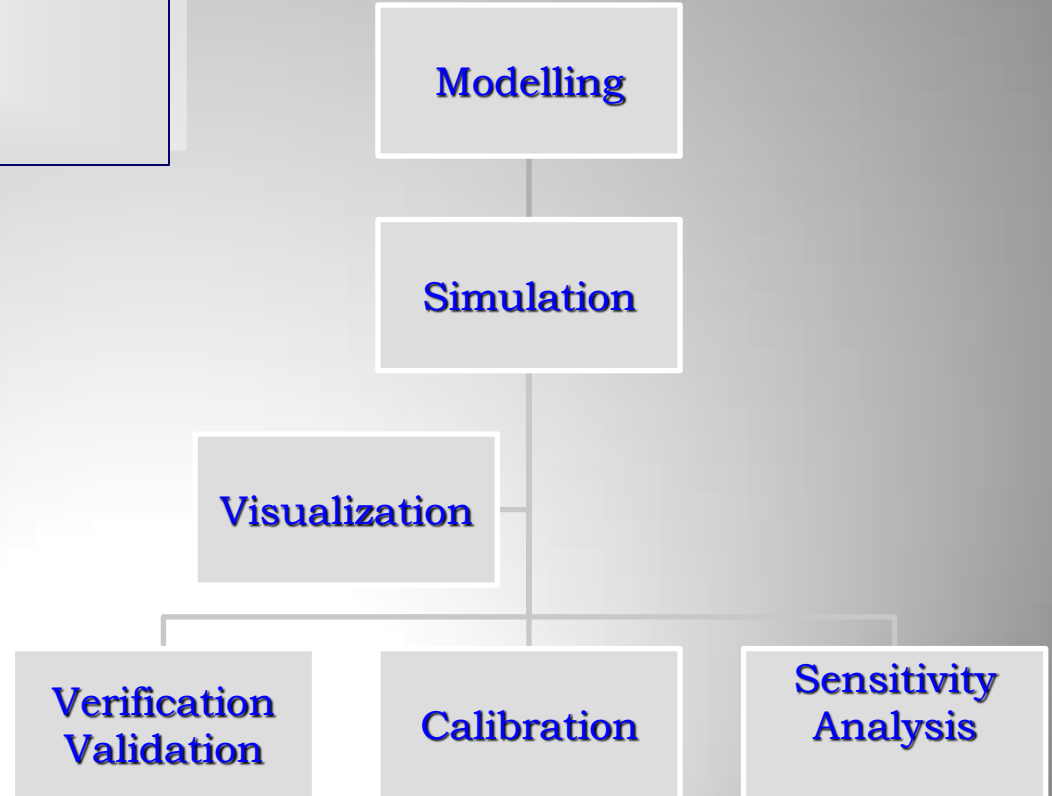 Modelling
Simulation
Visualization
Verification
Validation
Calibration
Sensitivity
Analysis